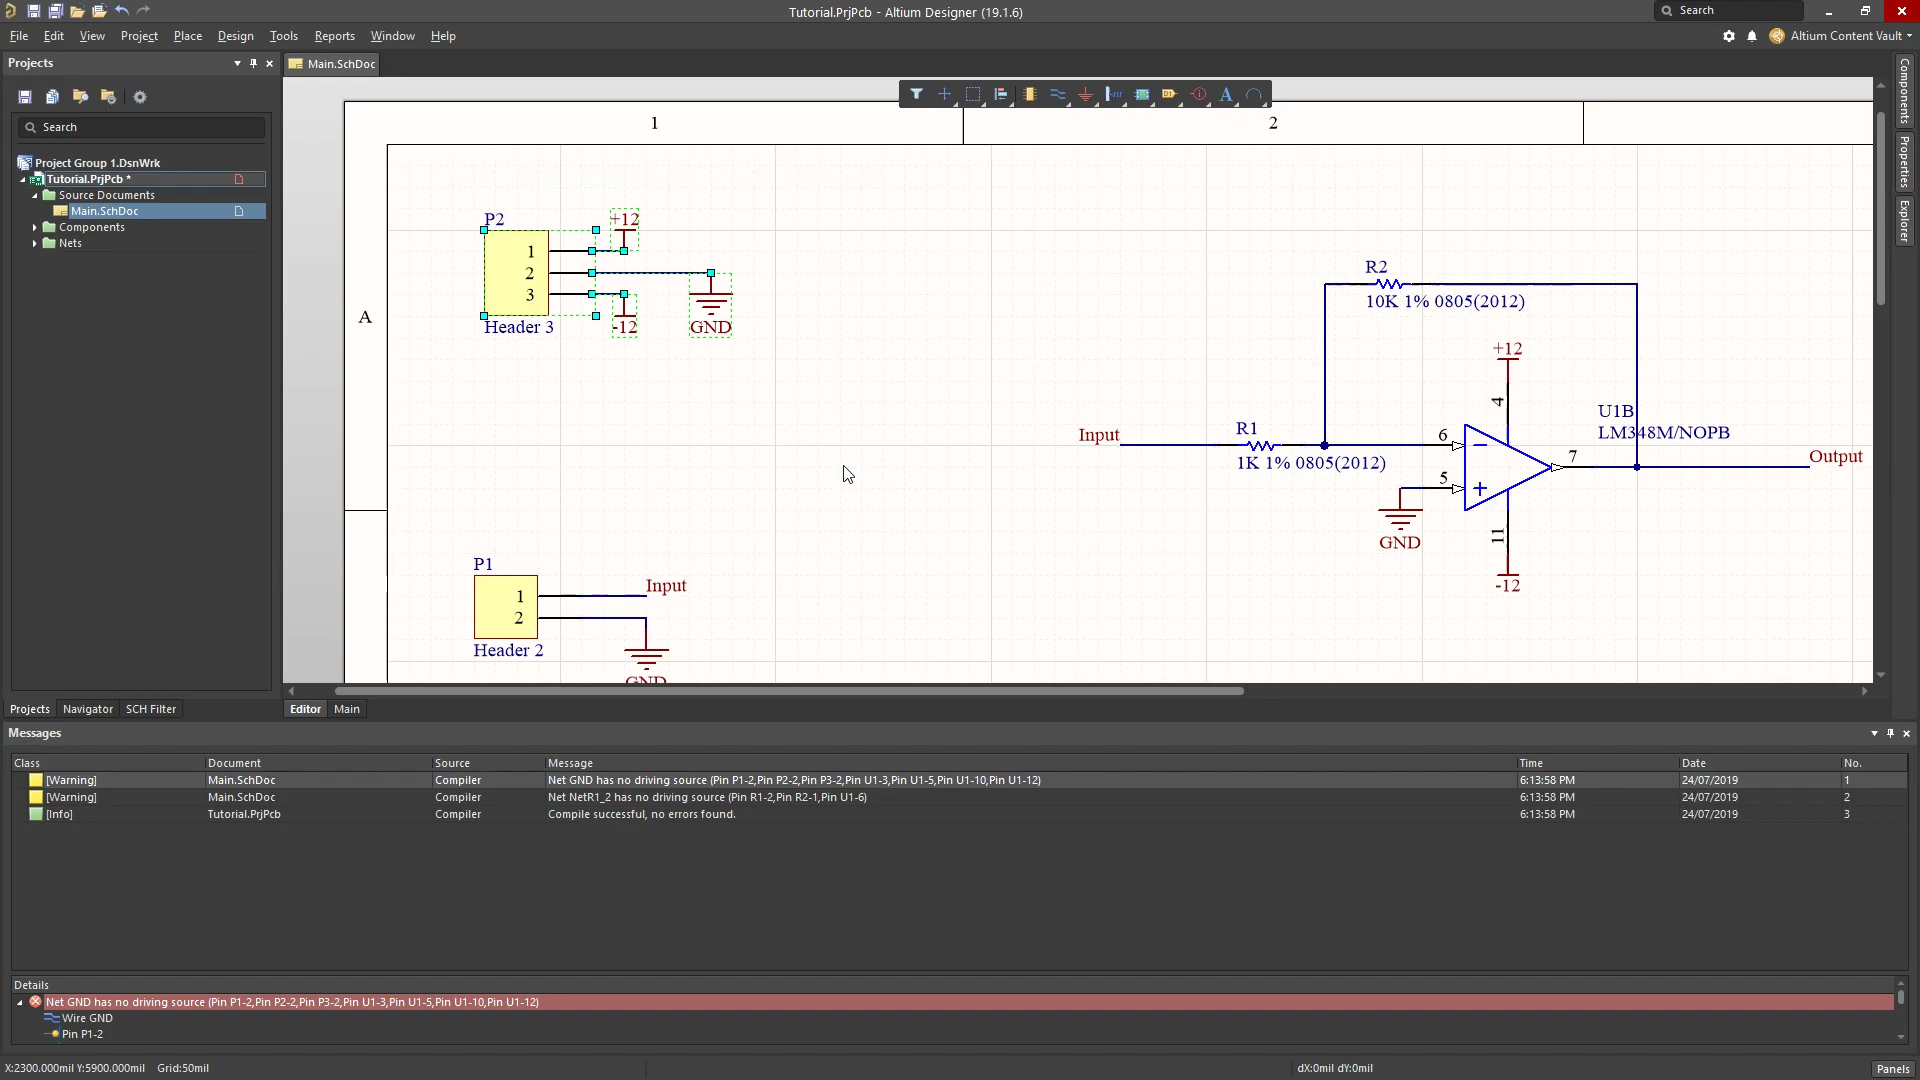 Tutorial.PrjPcb - Altium Designer (19.1.6)
Search
File Edit View Project Place Design Tools Reports Window Help
Altium Content Vault
Projects
Main.SchDoc
Search
Project Group 1.DsnWrk
Tutorial.PrjPcb *
Source Documents
Main.SchDoc
Components
Nets
Components
Properties
Explorer
1
2
A
P2
1
2
3
Header 3
+12
-12
GND
P1
1
2
Header 2
Input
GND
R2
10K 1% 0805(2012)
Input
R1
1K 1% 0805(2012)
+12
4
6
5
7
11
-12
GND
U1B
LM348M/NOPB
Output
Projects Navigator SCH Filter
Editor Main
Messages
Class Document Source Message Time Date No.
[Warning] Main.SchDoc Compiler Net GND has no driving source (Pin P1-2,Pin P2-2,Pin P3-2,Pin U1-3,Pin U1-5,Pin U1-10,Pin U1-12) 6:13:58 PM 24/07/2019 1
[Warning] Main.SchDoc Compiler Net NetR1_2 has no driving source (Pin R1-2,Pin R2-1,Pin U1-6) 6:13:58 PM 24/07/2019 2
[Info] Tutorial.PrjPcb Compiler Compile successful, no errors found. 6:13:58 PM 24/07/2019 3
Details
Net GND has no driving source (Pin P1-2,Pin P2-2,Pin P3-2,Pin U1-3,Pin U1-5,Pin U1-10,Pin U1-12)
Wire GND
Pin P1-2
X:2300.000mil Y:5900.000mil Grid:50mil
dX:0mil dY:0mil
Panels